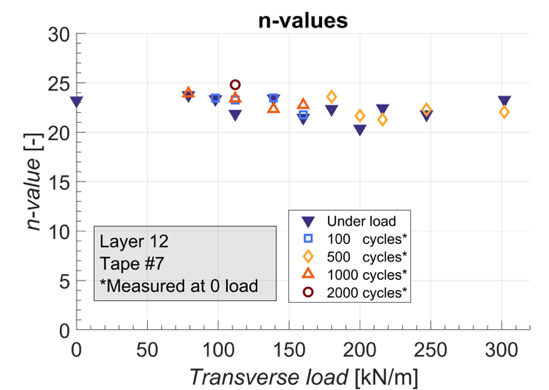 n-values
30
25
20
15
10
5
0
n-value [-]
Layer 12
Tape #7
*Measured at 0 load
Under load
100 cycles*
500 cycles*
1000 cycles*
2000 cycles*
0 50 100 150 200 250 300
Transverse load [kN/m]